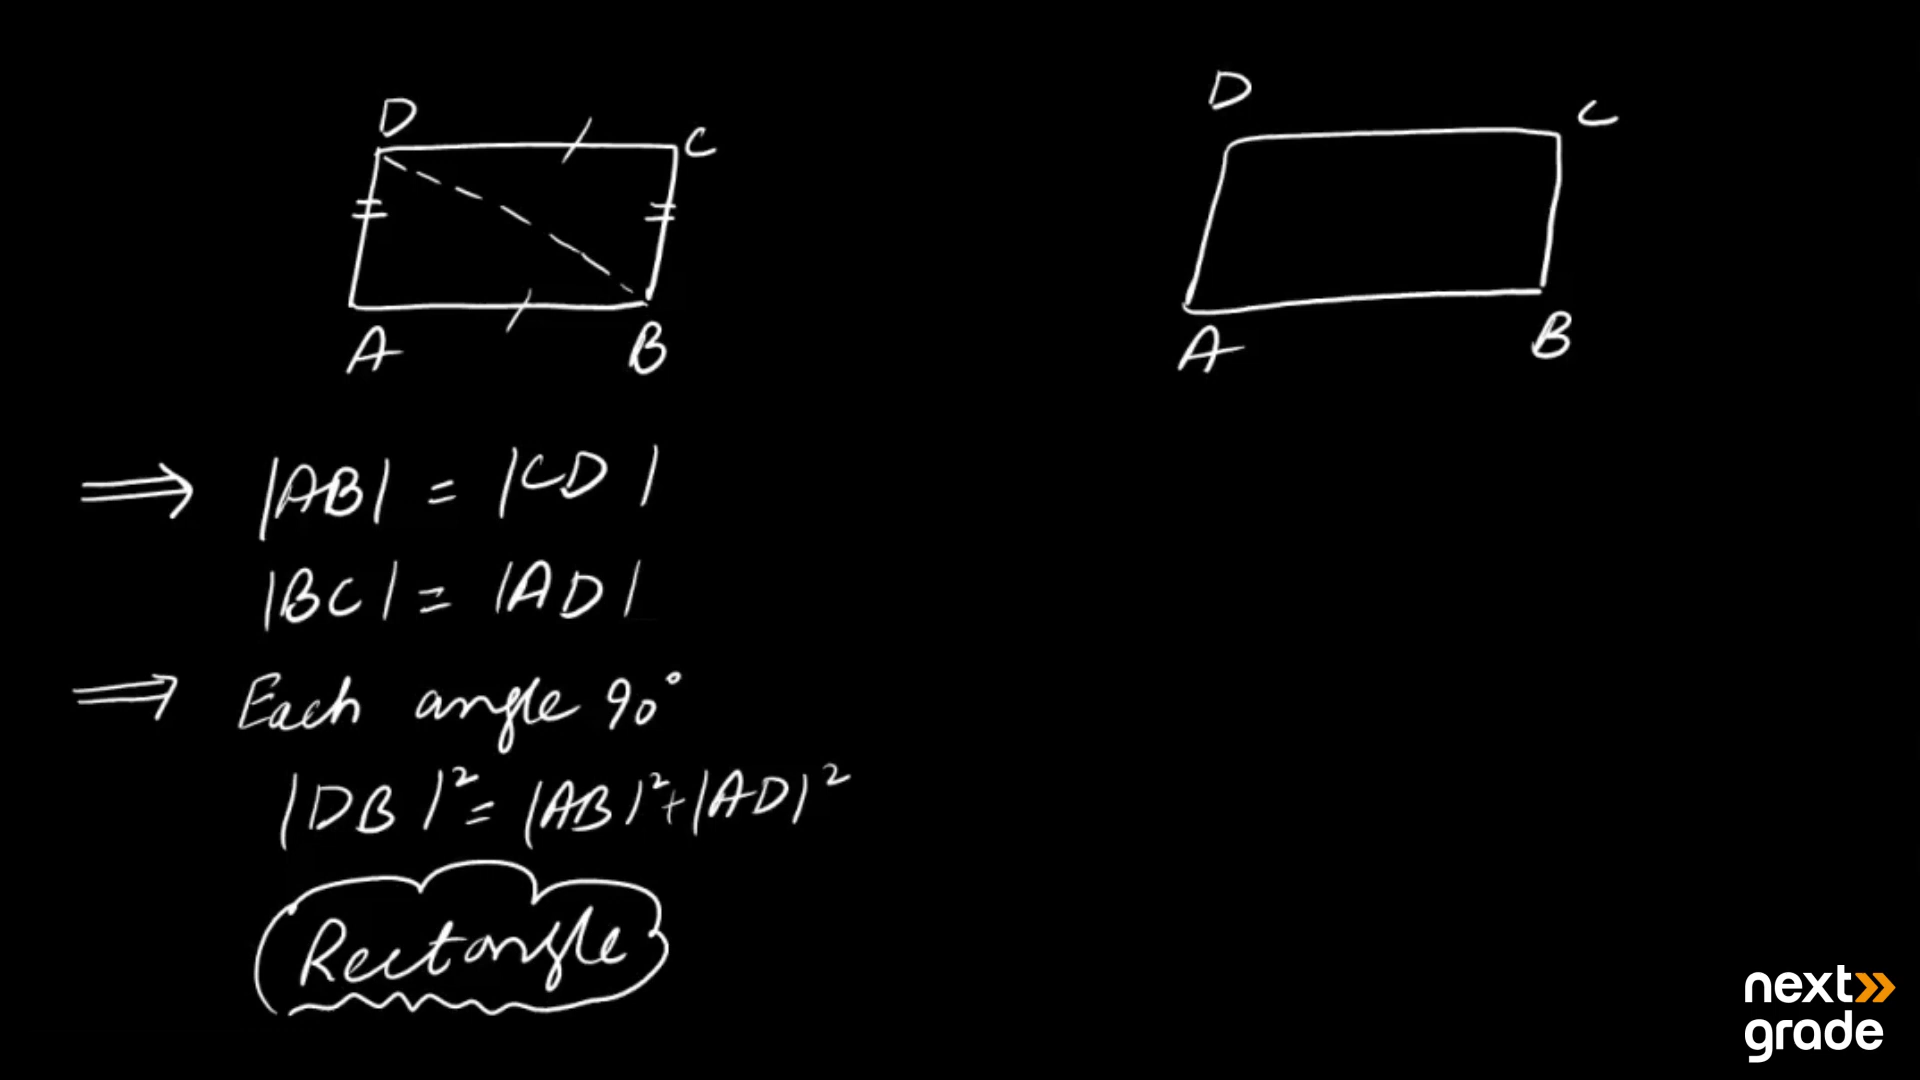 D C
A B
D C
A B
⇒ |AB| = |CD|
|BC| = |AD|
⇒ Each angle 90°
|DB|² = |AB|² + |AD|²
Rectangle
next
grade